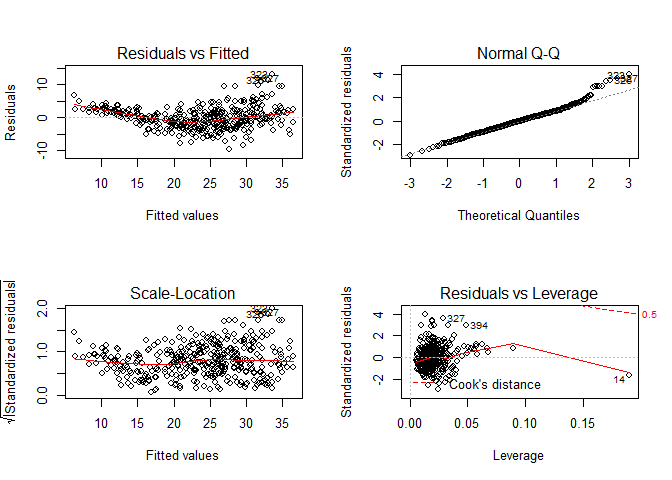 Residuals vs Fitted
Residuals
-10 0 5 15
10 15 20 25 30 35
Fitted values
323
Normal Q-Q
Standardized residuals
-2 0 2 4
-3 -2 -1 0 1 2 3
Theoretical Quantiles
Scale-Location
√|Standardized residuals|
0.0 1.0 2.0
10 15 20 25 30 35
Fitted values
Residuals vs Leverage
Standardized residuals
-2 0 2 4
327
394
14
0.5
Cook's distance
0.00 0.05 0.10 0.15
Leverage